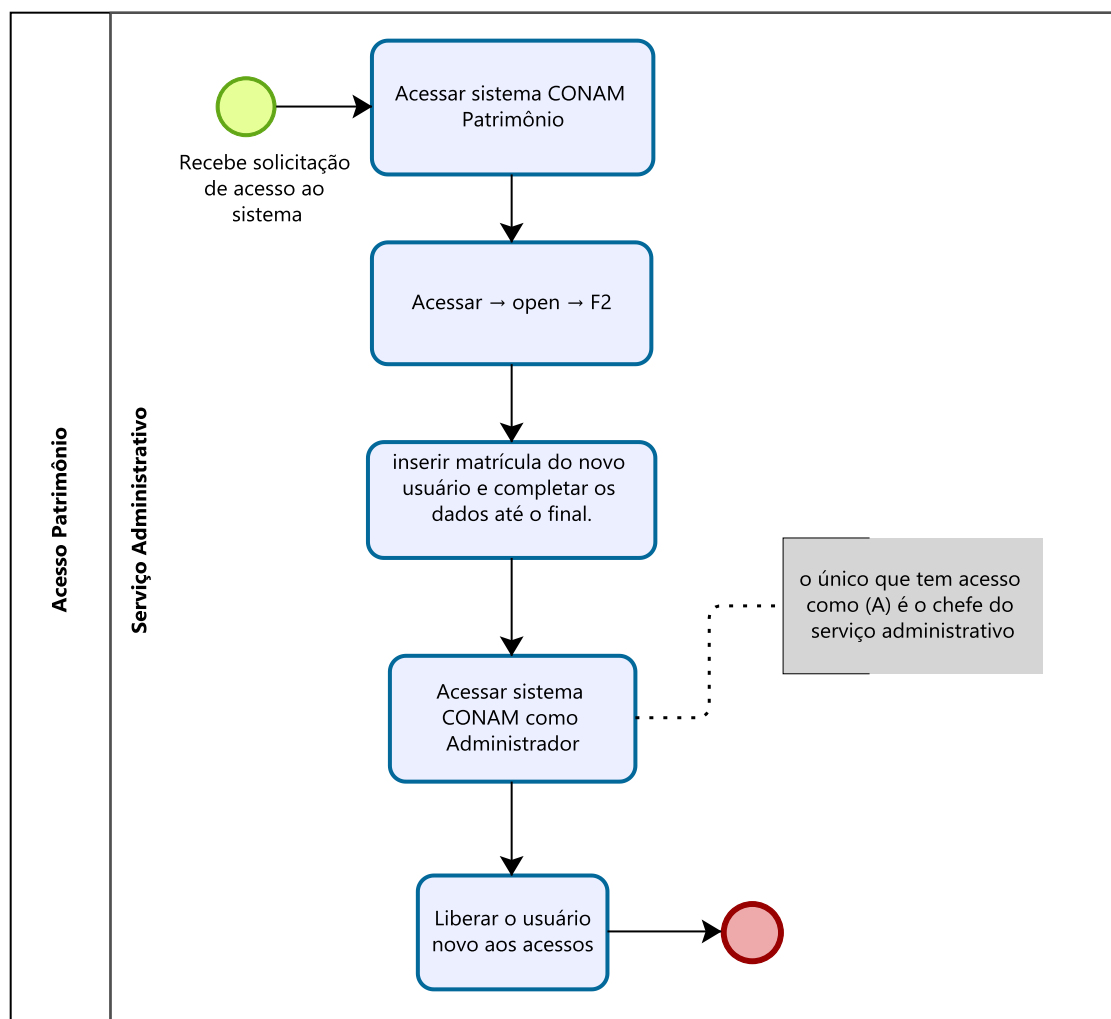 Acesso Patrimônio
Serviço Administrativo
Recebe solicitação
de acesso ao
sistema
Acessar sistema CONAM
Patrimônio
Acessar → open → F2
inserir matrícula do novo
usuário e completar os
dados até o final.
Acessar sistema
CONAM como
Administrador
o único que tem acesso
como (A) é o chefe do
serviço administrativo
Liberar o usuário
novo aos acessos